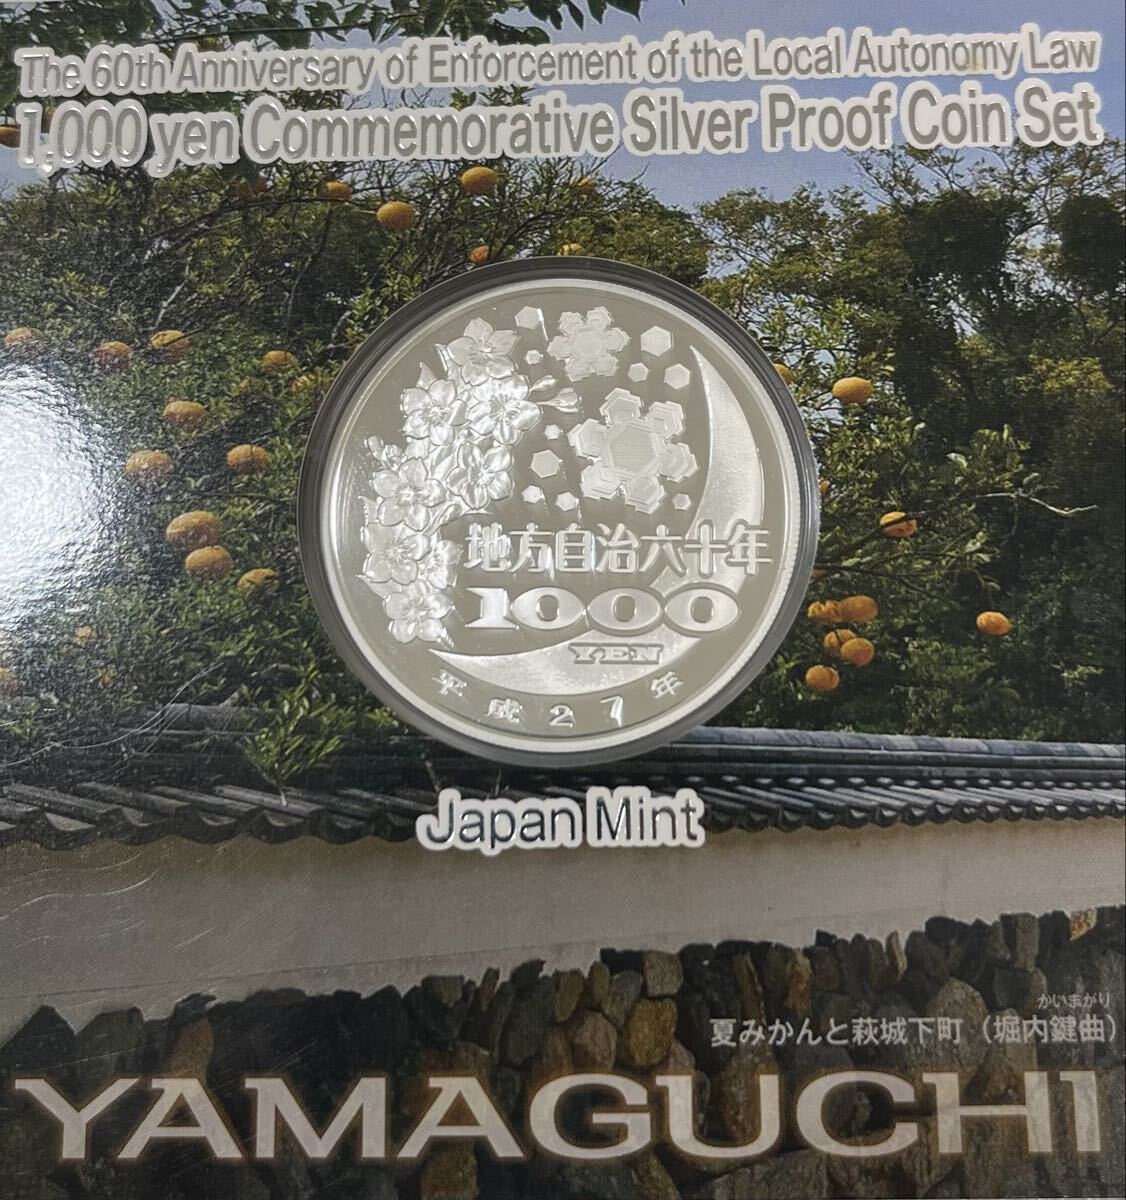 The 60th Anniversary of Enforcement of the Local Autonomy Law
1,000 yen Commemorative Silver Proof Coin Set
地方自治六十年
1000
YEN
平成27年
Japan Mint
かいまがり
夏みかんと萩城下町（堀内鍵曲）
YAMAGUCHI